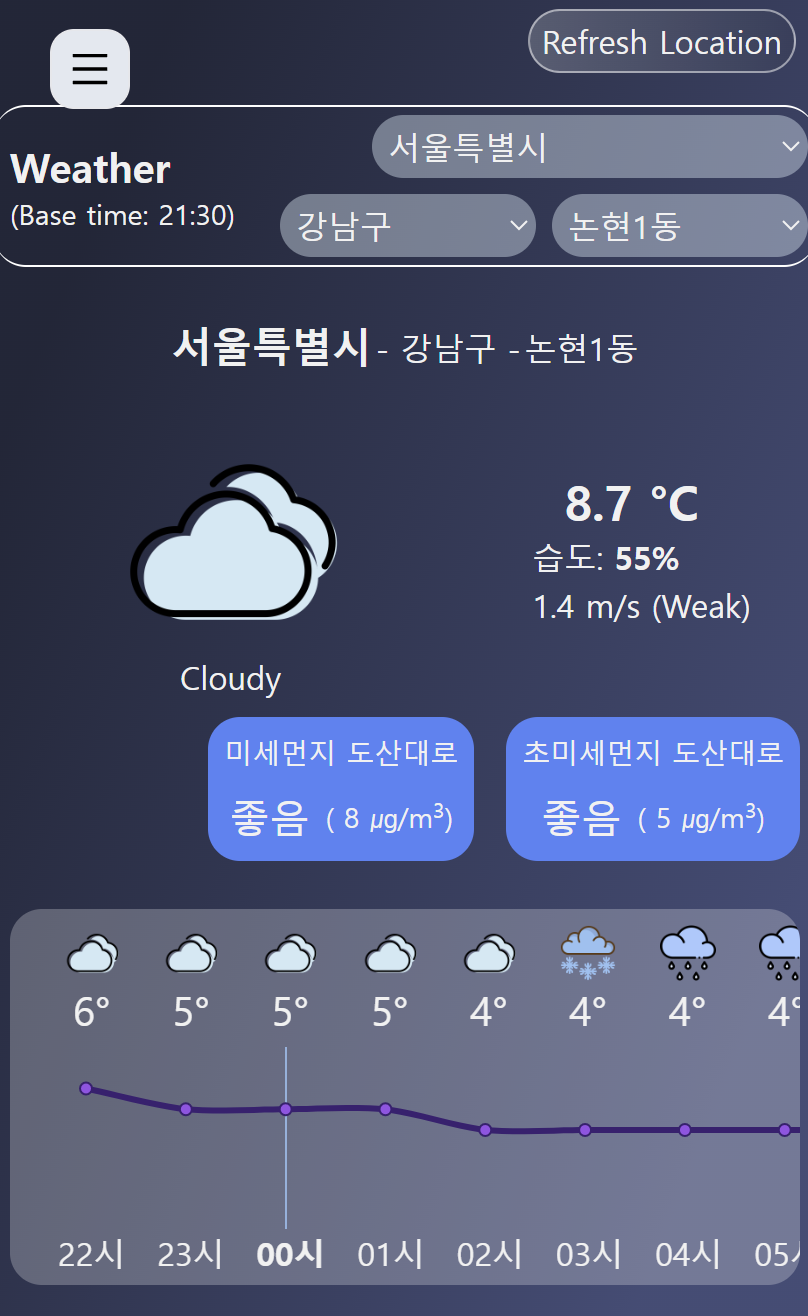 Refresh Location
Weather
(Base time: 21:30)
서울특별시
강남구 논현1동
서울특별시 - 강남구 - 논현1동
8.7 °C
습도: 55%
1.4 m/s (Weak)
Cloudy
미세먼지 도산대로
좋음 ( 8 μg/m³)
초미세먼지 도산대로
좋음 ( 5 μg/m³)
6° 5° 5° 5° 4° 4° 4° 4°
22시 23시 00시 01시 02시 03시 04시 05